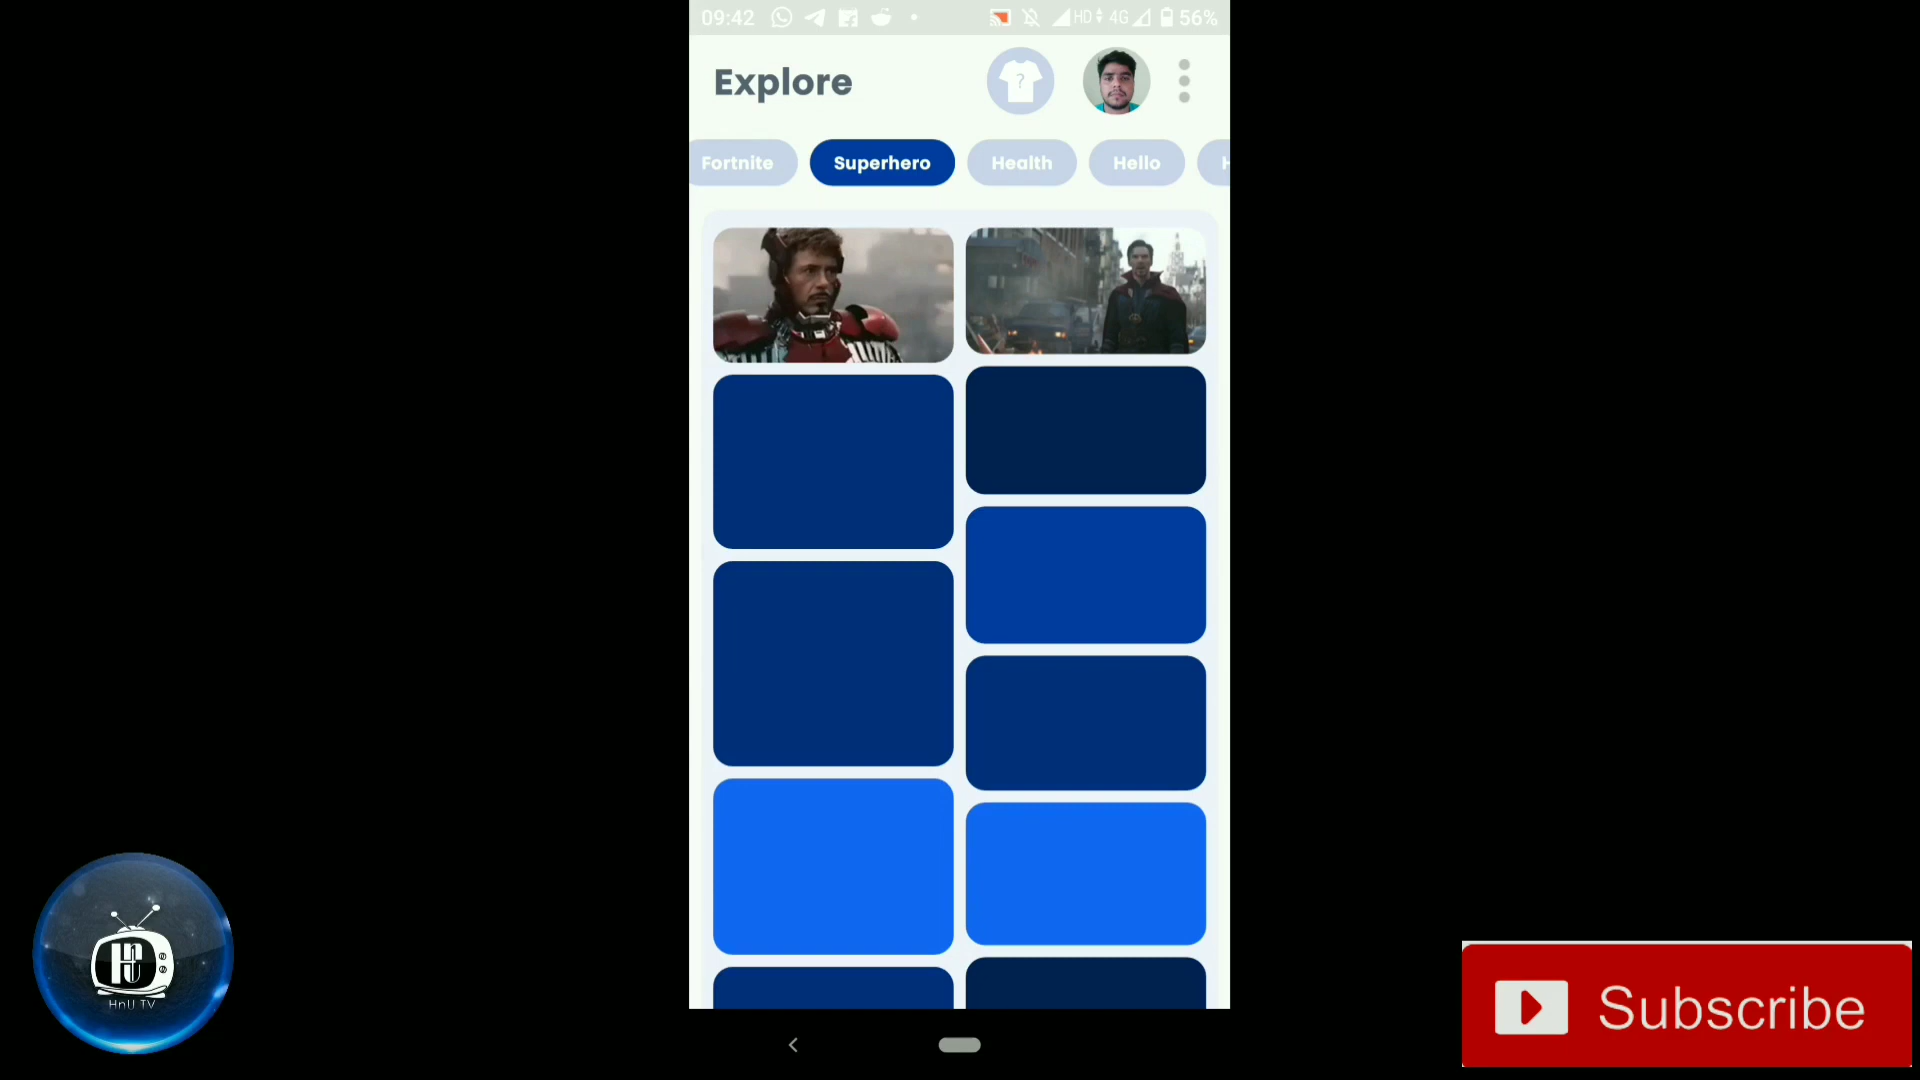 09:42 HD 4G 56%
Explore
?
Fortnite Superhero Health Hello H
HnU TV
Subscribe